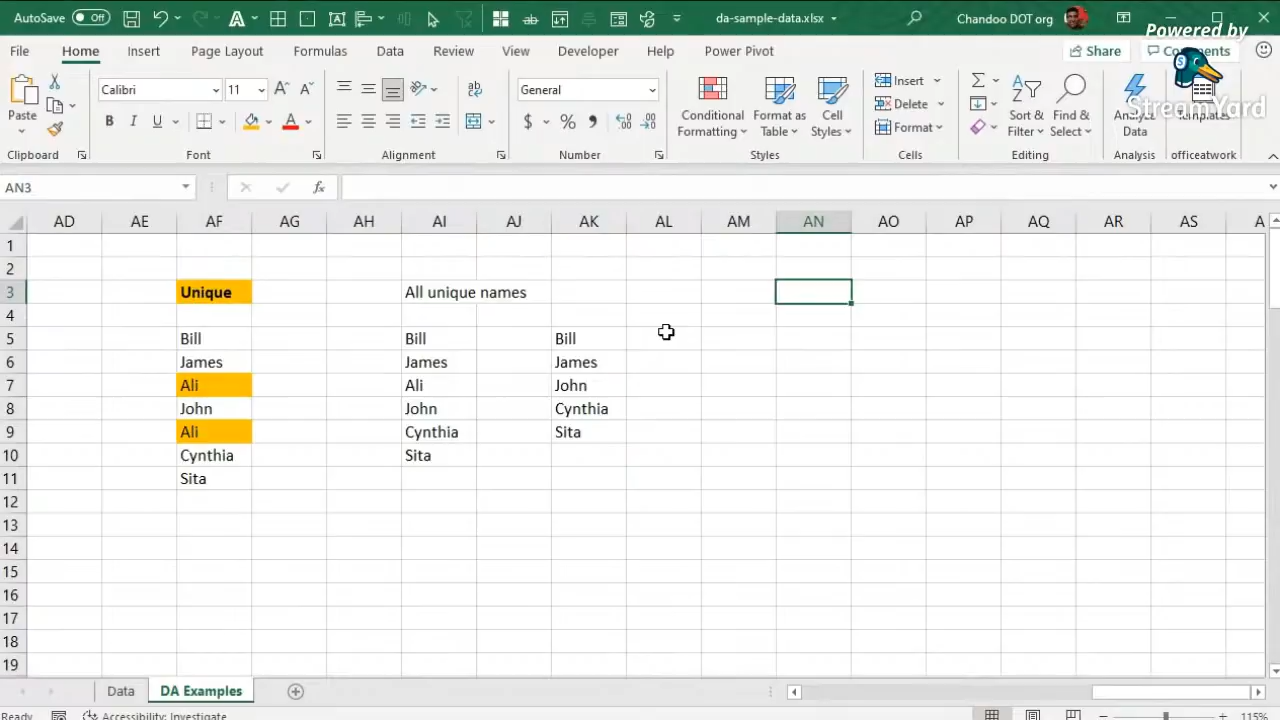 AutoSave Off da-sample-data.xlsx Chandoo DOT org
Powered by
StreamYard
File Home Insert Draw Page Layout Formulas Data Review View Developer Help Power Pivot Share Comments
Paste Calibri 11 General Conditional Formatting Format as Table Cell Styles Insert Delete Format Sort & Filter Find & Select Analyze Data Templates
Clipboard Font Alignment Number Styles Cells Editing Analysis officeatwork
AN3 fx
AD AE AF AG AH AI AJ AK AL AM AN AO AP AQ AR AS A
1
2
3 Unique All unique names
4
5 Bill Bill Bill
6 James James James
7 Ali Ali John
8 John John Cynthia
9 Ali Cynthia Sita
10 Cynthia Sita
11 Sita
12
13
14
15
16
17
18
19
Data DA Examples
Ready Accessibility: Investigate 115%